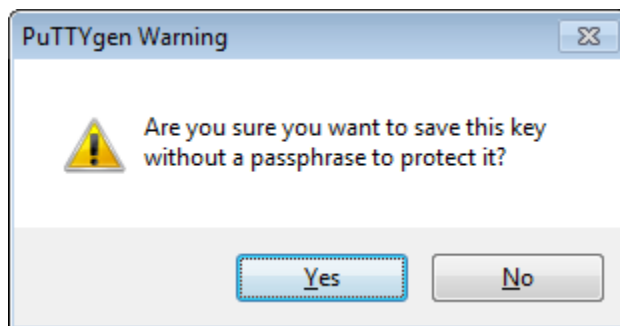 PuTTYgen Warning
Are you sure you want to save this key
without a passphrase to protect it?
Yes
No